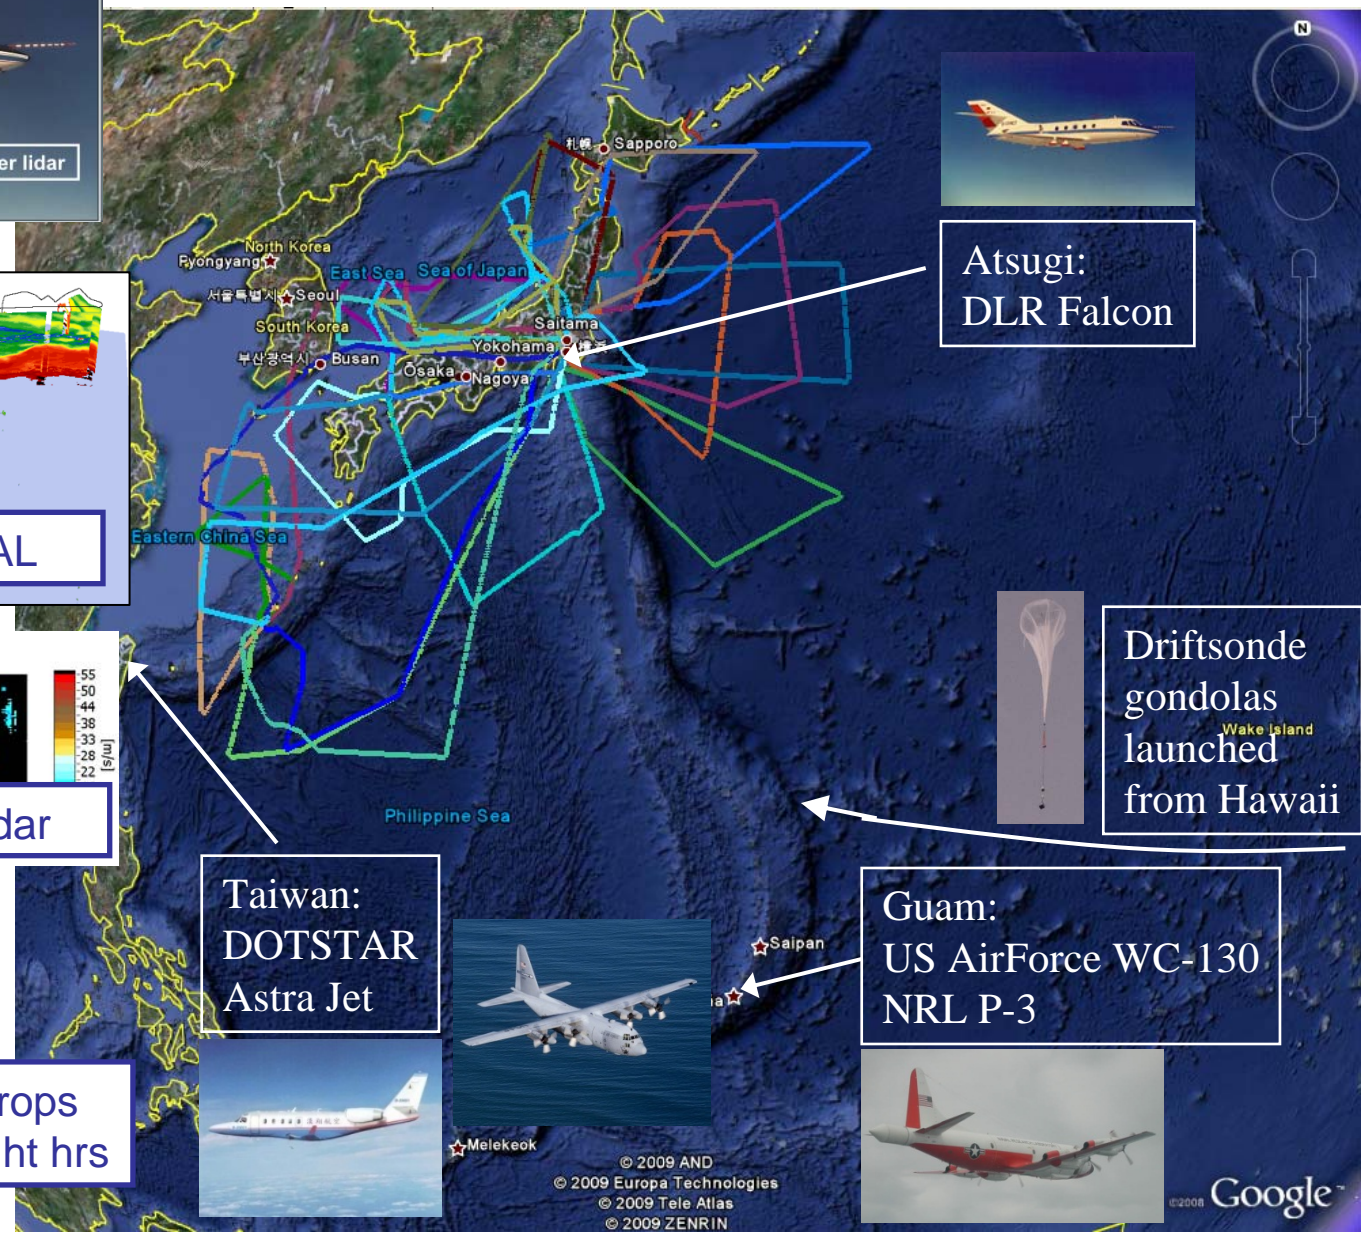 er lidar
N
札幌
Sapporo
North Korea
Pyongyang
East Sea
Sea of Japan
서울특별시
Seoul
South Korea
Saitama
Yokohama
横浜
부산광역시
Busan
Ōsaka
Nagoya
Atsugi:
DLR Falcon
AL
Eastern China Sea
55
50
44
38
33
28
22
[m/s]
dar
Driftsonde
gondolas
launched
from Hawaii
Wake Island
Philippine Sea
Taiwan:
DOTSTAR
Astra Jet
Guam:
US AirForce WC-130
NRL P-3
Saipan
a
rops
ht hrs
Melekeok
© 2009 AND
© 2009 Europa Technologies
© 2009 Tele Atlas
© 2009 ZENRIN
©2008 Google